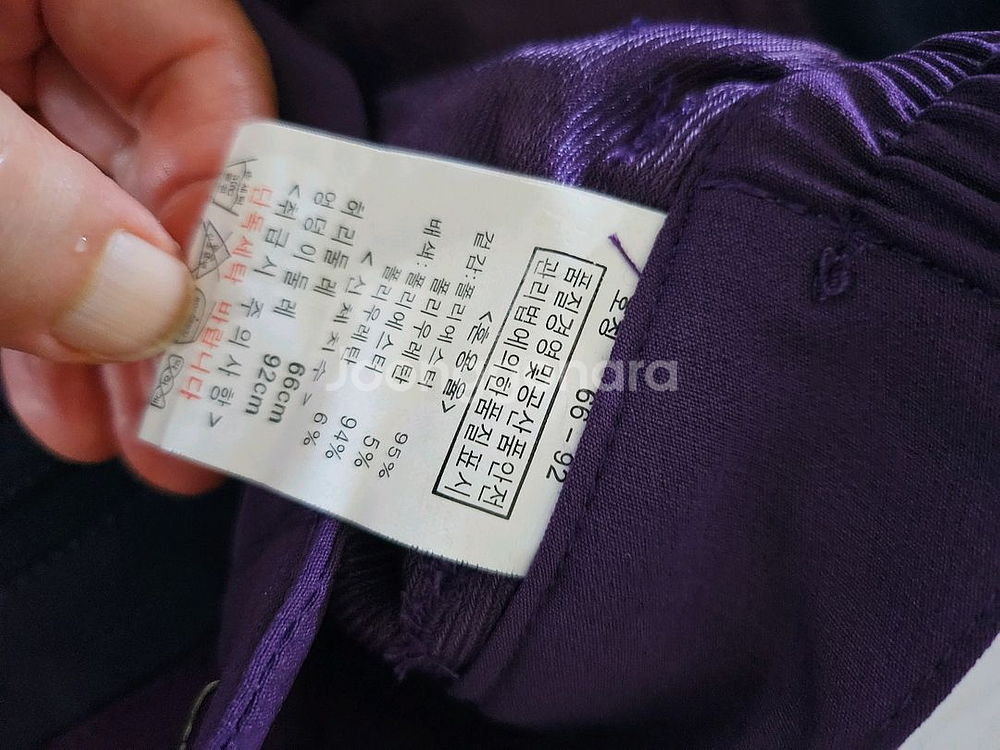 호칭 66-92
품질경영및공산품안전
관리법에의한품질표시
<혼용율>
겉감:폴리에스터 95%
폴리우레탄 5%
배색:폴리에스터 94%
폴리우레탄 6%
<신체치수>
허리둘레 66cm
엉덩이둘레 92cm
<취급시 주의사항>
단독세탁 바랍니다